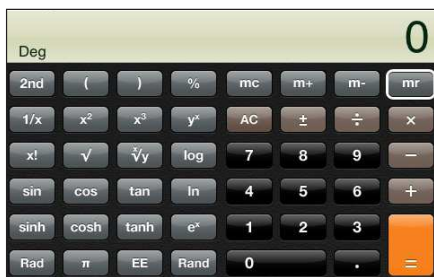 0
Deg
2nd ( ) % mc m+ m- mr
1/x x² x³ yˣ AC ± ÷ ×
x! √ ˣ√y log 7 8 9 −
sin cos tan ln 4 5 6 +
sinh cosh tanh eˣ 1 2 3
Rad π EE Rand 0 . =